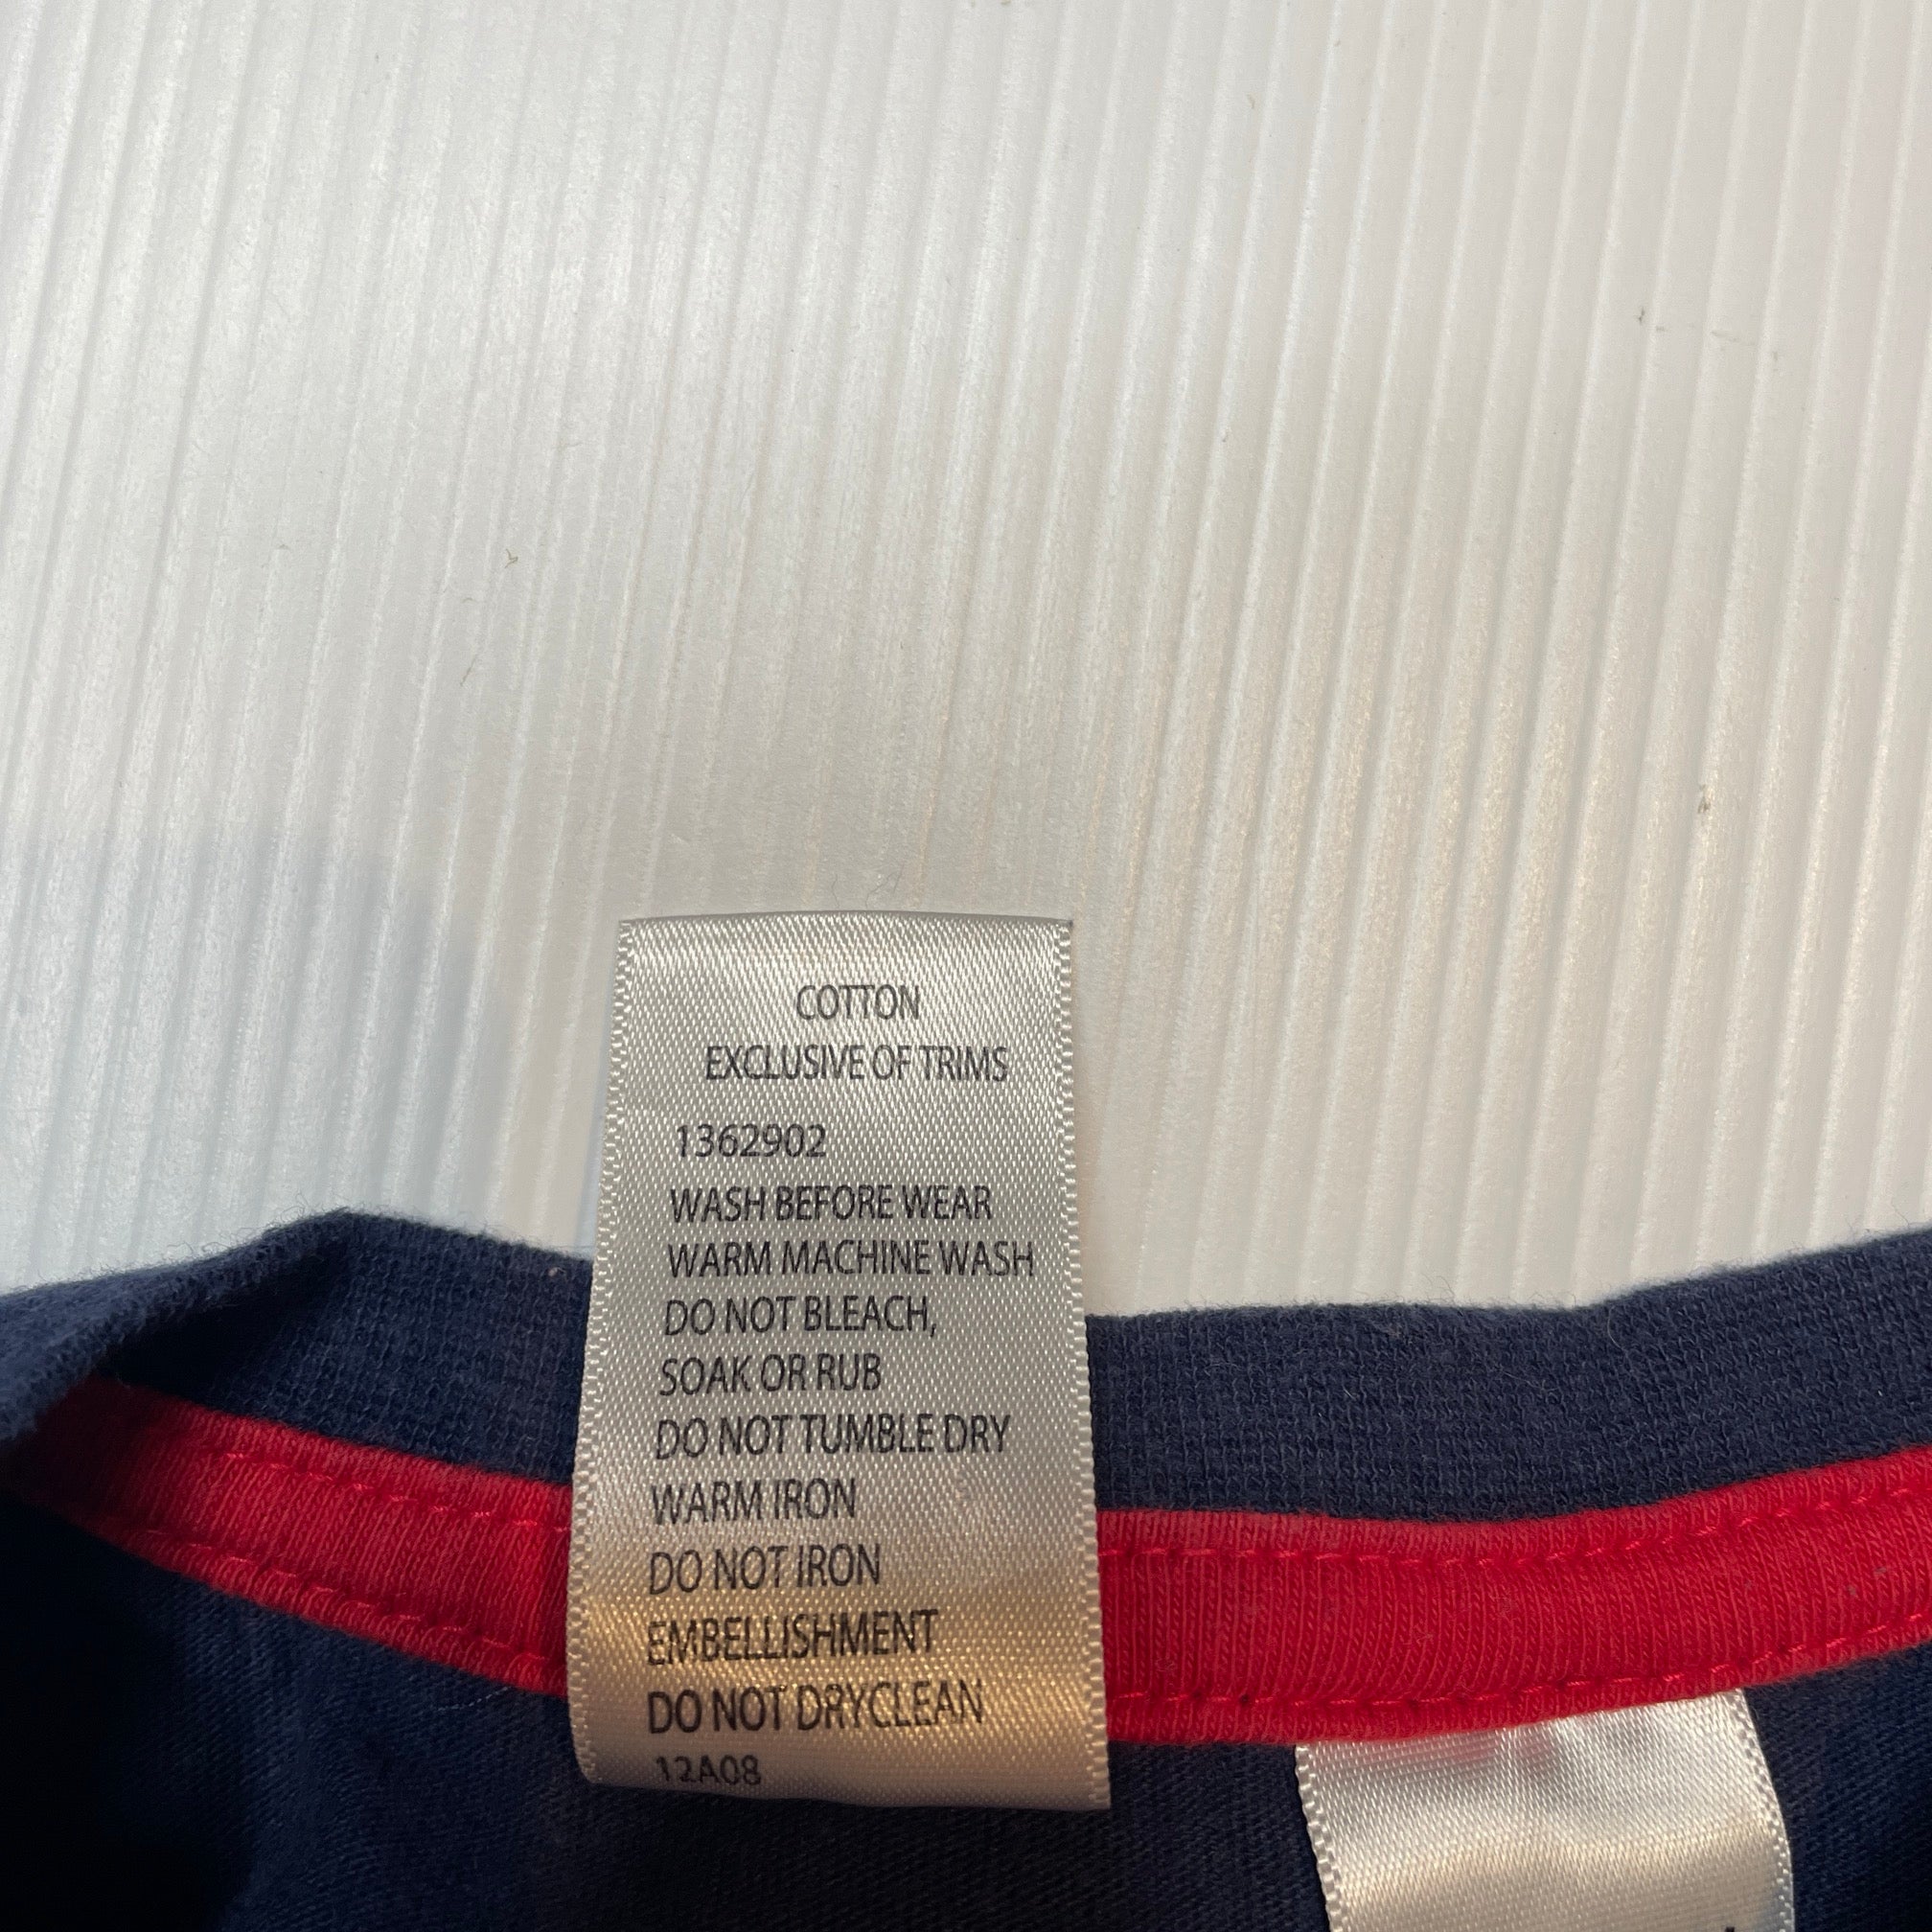 COTTON
EXCLUSIVE OF TRIMS
1362902
WASH BEFORE WEAR
WARM MACHINE WASH
DO NOT BLEACH,
SOAK OR RUB
DO NOT TUMBLE DRY
WARM IRON
DO NOT IRON
EMBELLISHMENT
DO NOT DRYCLEAN
12A08